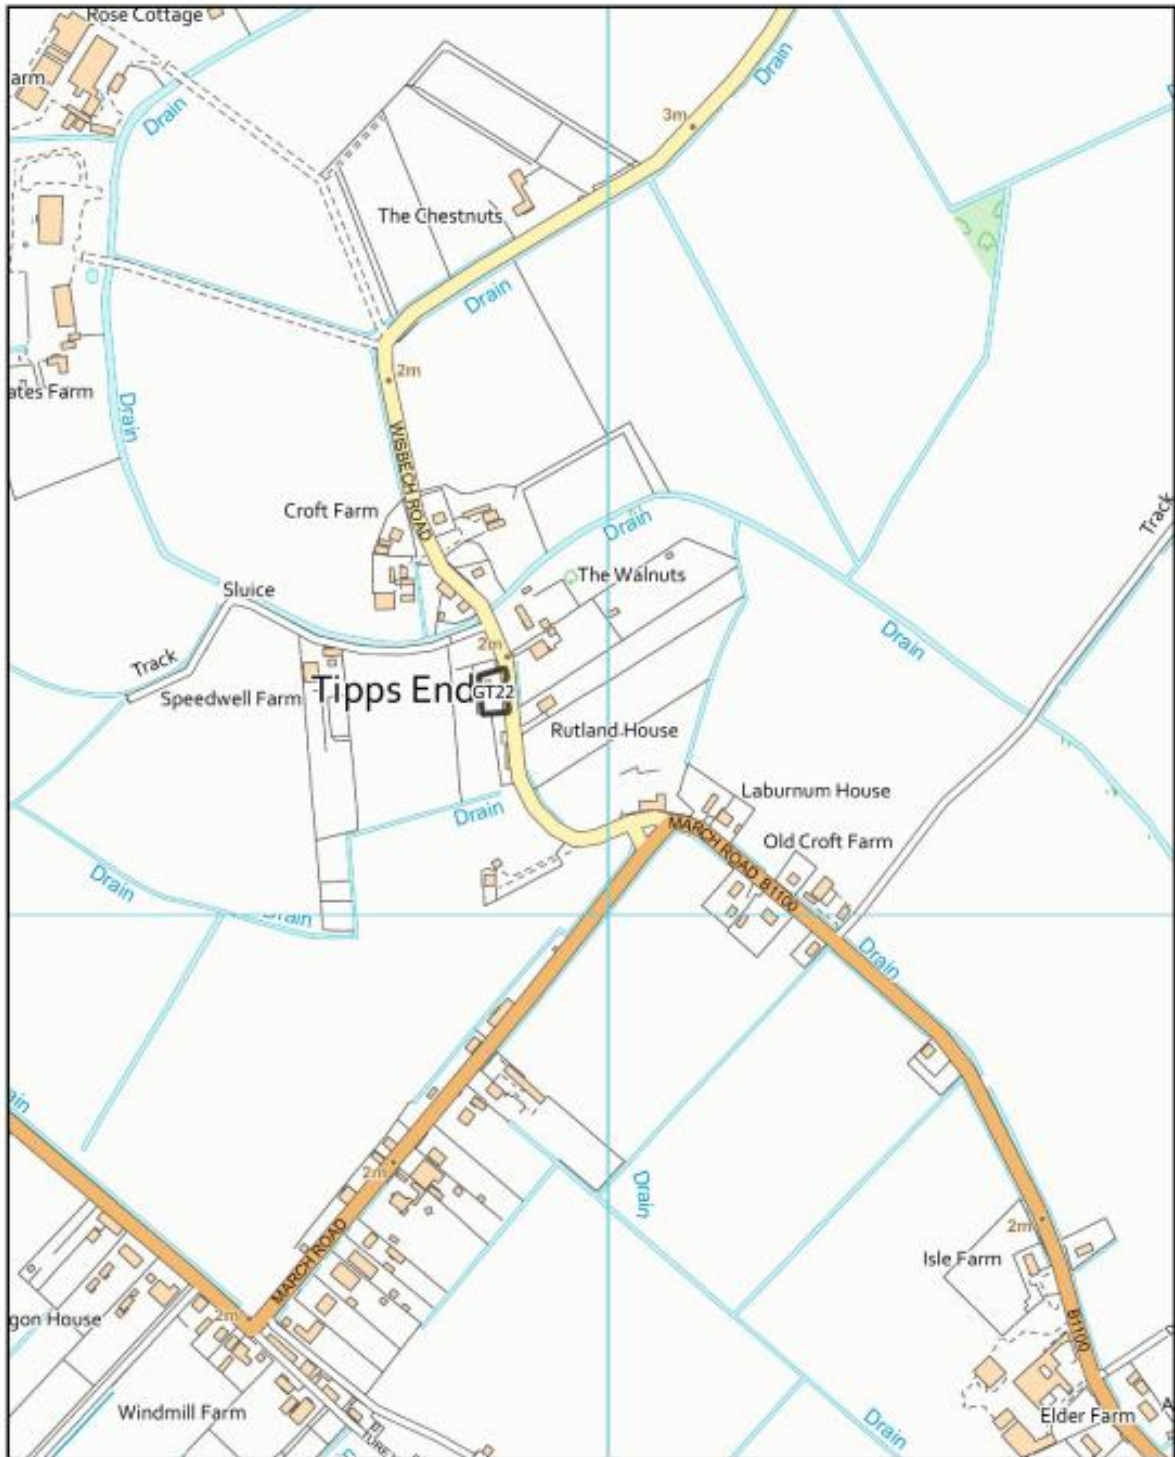 Rose Cottage
arm
Drain
Drain
3m
The Chestnuts
Drain
2m
ates Farm
Drain
WISBECH ROAD
Croft Farm
Drain
Track
The Walnuts
Sluice
2m
Drain
Track
Speedwell Farm
Tipps End
GT22
Rutland House
Laburnum House
Drain
MARCH ROAD B1100
Old Croft Farm
Drain
Drain
Drain
ain
2m
Drain
2m
Isle Farm
MARCH ROAD
2m
gon House
B1100
Windmill Farm
Elder Farm
Drain